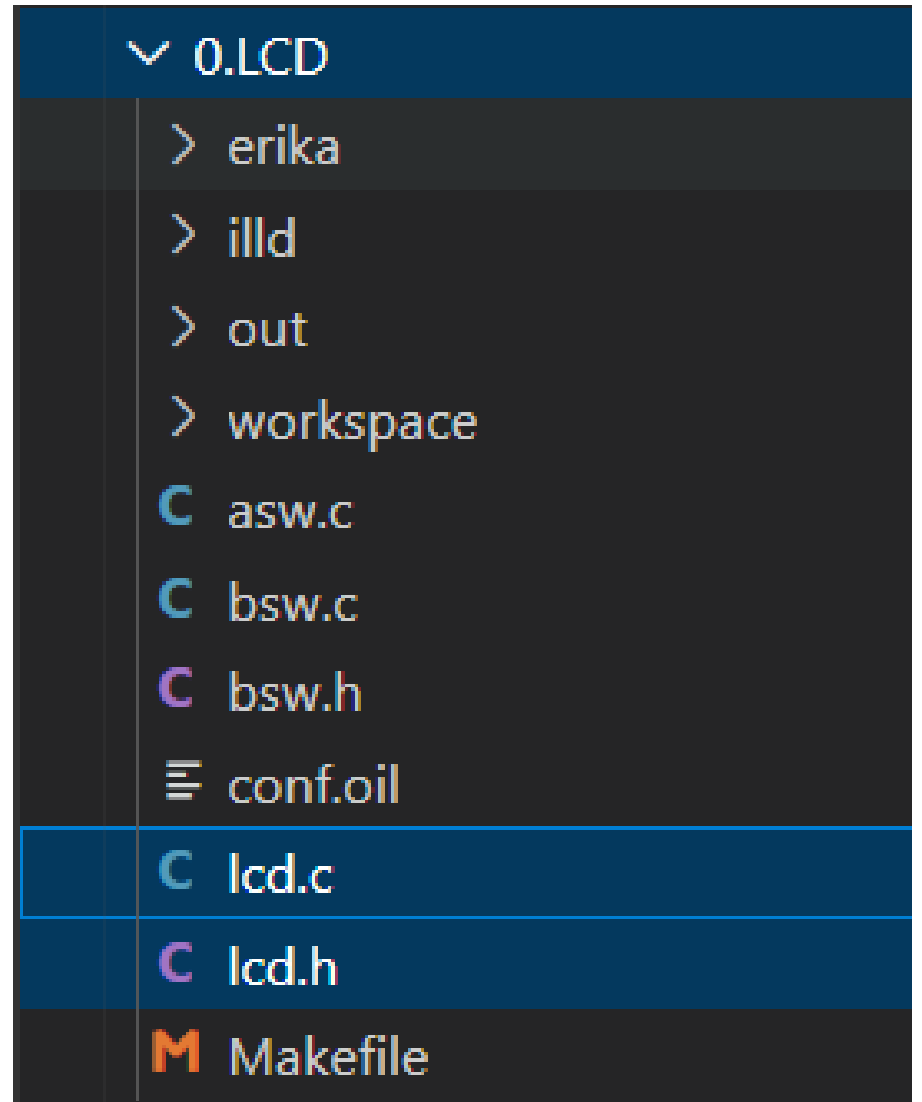 0.LCD
erika
illd
out
workspace
C asw.c
C bsw.c
C bsw.h
conf.oil
C lcd.c
C lcd.h
M Makefile